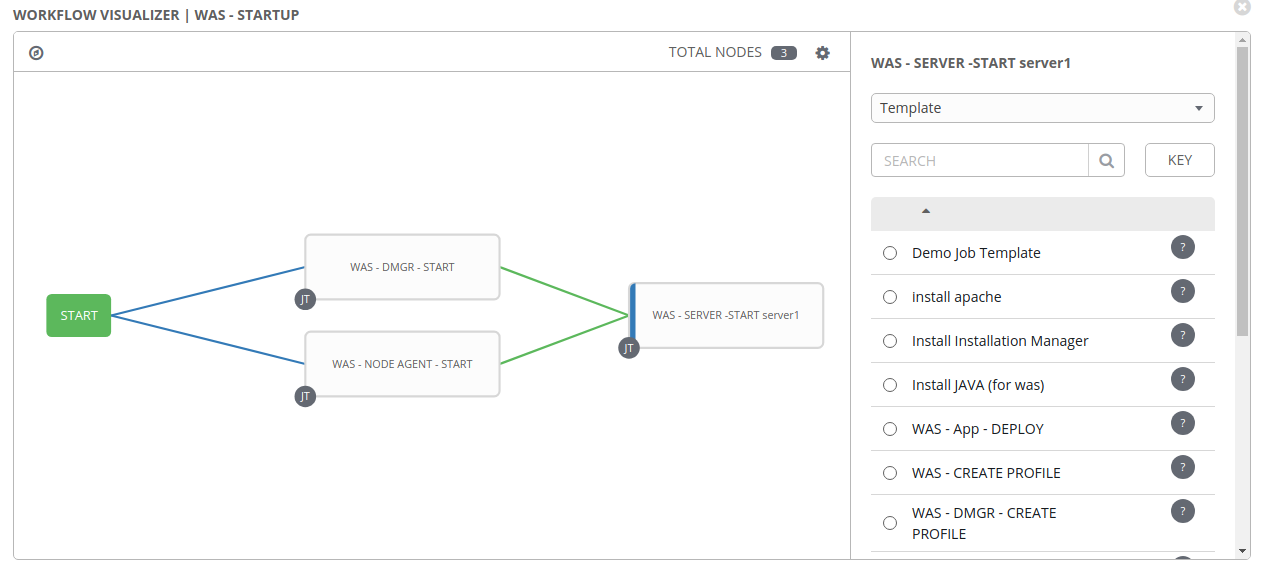 WORKFLOW VISUALIZER | WAS - STARTUP
TOTAL NODES 3
START
WAS - DMGR - START
JT
WAS - NODE AGENT - START
JT
WAS - SERVER -START server1
JT
WAS - SERVER -START server1
Template
SEARCH
KEY
Demo Job Template ?
install apache ?
Install Installation Manager ?
Install JAVA (for was) ?
WAS - App - DEPLOY ?
WAS - CREATE PROFILE ?
WAS - DMGR - CREATE ?
PROFILE